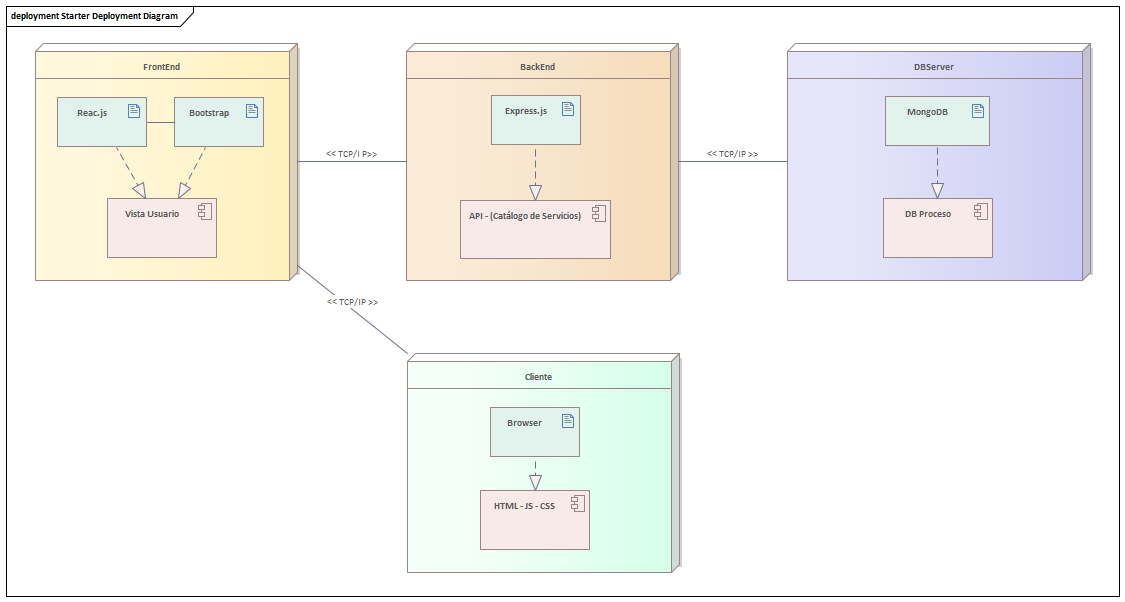 deployment Starter Deployment Diagram
FrontEnd
Reac.js
Bootstrap
Vista Usuario
<< TCP/I P>>
BackEnd
Express.js
API - (Catálogo de Servicios)
<< TCP/IP >>
DBServer
MongoDB
DB Proceso
<< TCP/IP >>
Cliente
Browser
HTML - JS - CSS